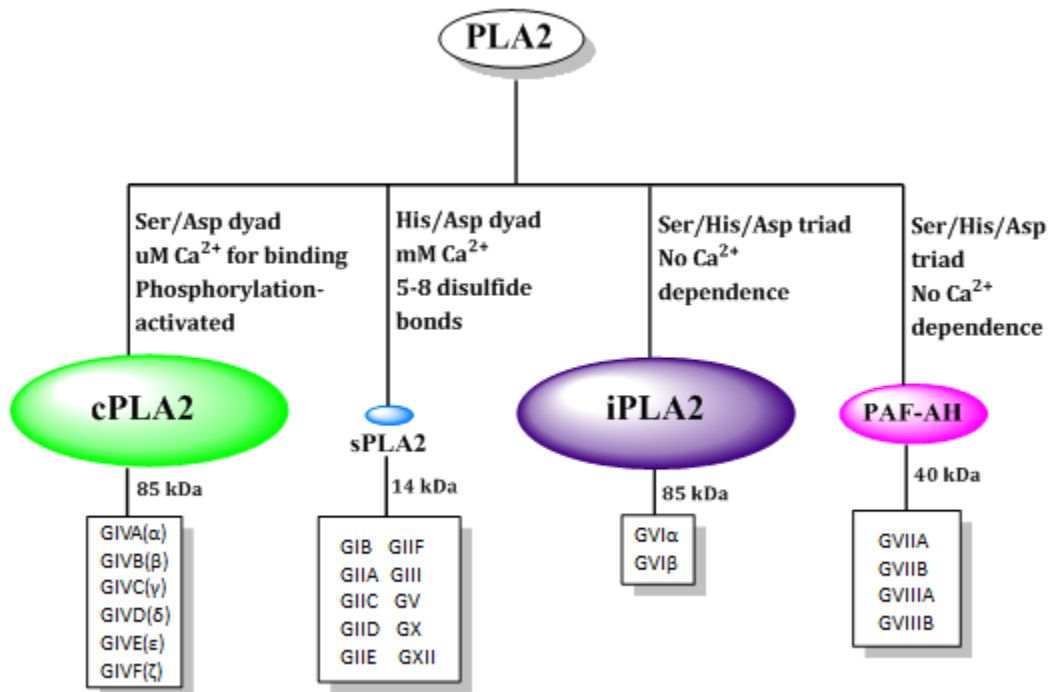 PLA2
Ser/Asp dyad
uM Ca²⁺ for binding
Phosphorylation-
activated
His/Asp dyad
mM Ca²⁺
5-8 disulfide
bonds
Ser/His/Asp triad
No Ca²⁺
dependence
Ser/His/Asp
triad
No Ca²⁺
dependence
cPLA2
sPLA2
iPLA2
PAF-AH
85 kDa
14 kDa
85 kDa
40 kDa
GIVA(α)
GIVB(β)
GIVC(γ)
GIVD(δ)
GIVE(ε)
GIVF(ζ)
GIB GIIF
GIIA GIII
GIIC GV
GIID GX
GIIE GXII
GVIα
GVIβ
GVIIA
GVIIB
GVIIIA
GVIIIB